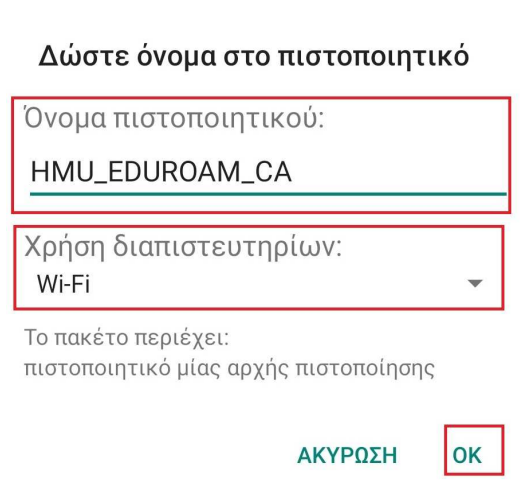 Δώστε όνομα στο πιστοποιητικό
Όνομα πιστοποιητικού:
HMU_EDUROAM_CA
Χρήση διαπιστευτηρίων:
Wi-Fi
Το πακέτο περιέχει:
πιστοποιητικό μίας αρχής πιστοποίησης
ΑΚΥΡΩΣΗ OK